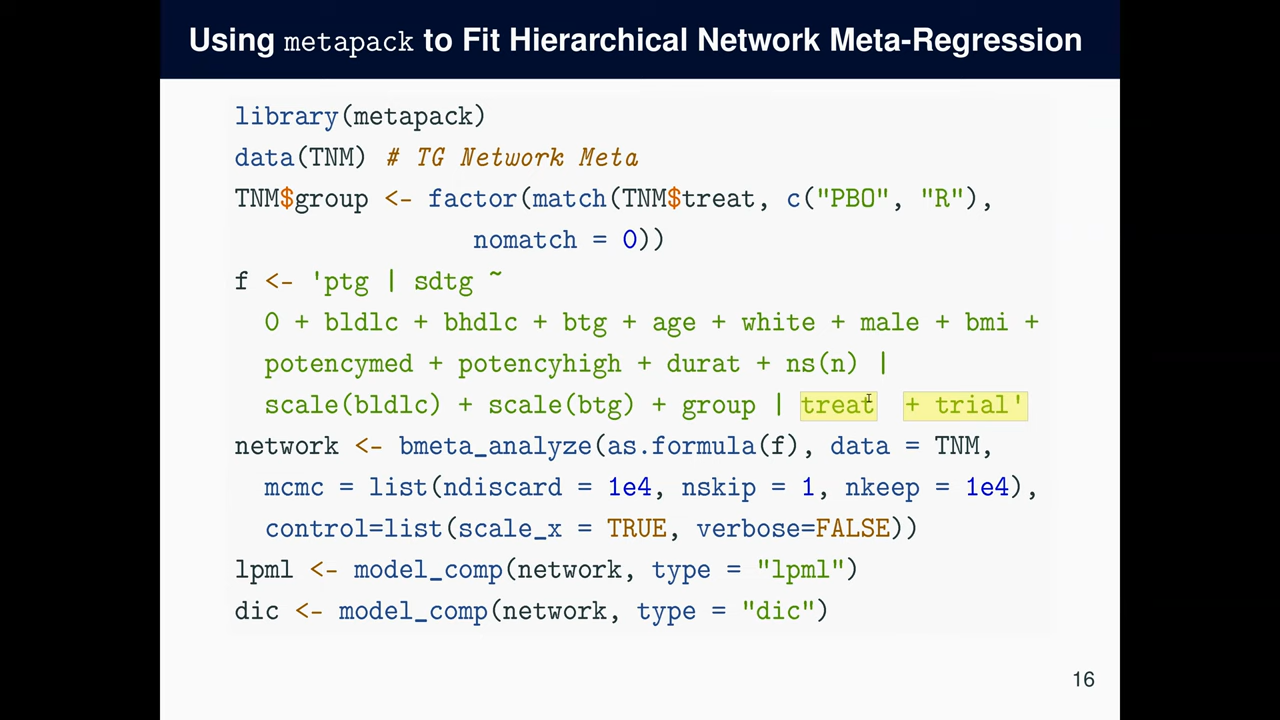 Using metapack to Fit Hierarchical Network Meta-Regression
library(metapack)
data(TNM) # TG Network Meta
TNM$group <- factor(match(TNM$treat, c("PBO", "R"),
nomatch = 0))
f <- 'ptg | sdtg ~
0 + bldlc + bhdlc + btg + age + white + male + bmi +
potencymed + potencyhigh + durat + ns(n) |
scale(bldlc) + scale(btg) + group | treat + trial'
network <- bmeta_analyze(as.formula(f), data = TNM,
mcmc = list(ndiscard = 1e4, nskip = 1, nkeep = 1e4),
control=list(scale_x = TRUE, verbose=FALSE))
lpml <- model_comp(network, type = "lpml")
dic <- model_comp(network, type = "dic")
16